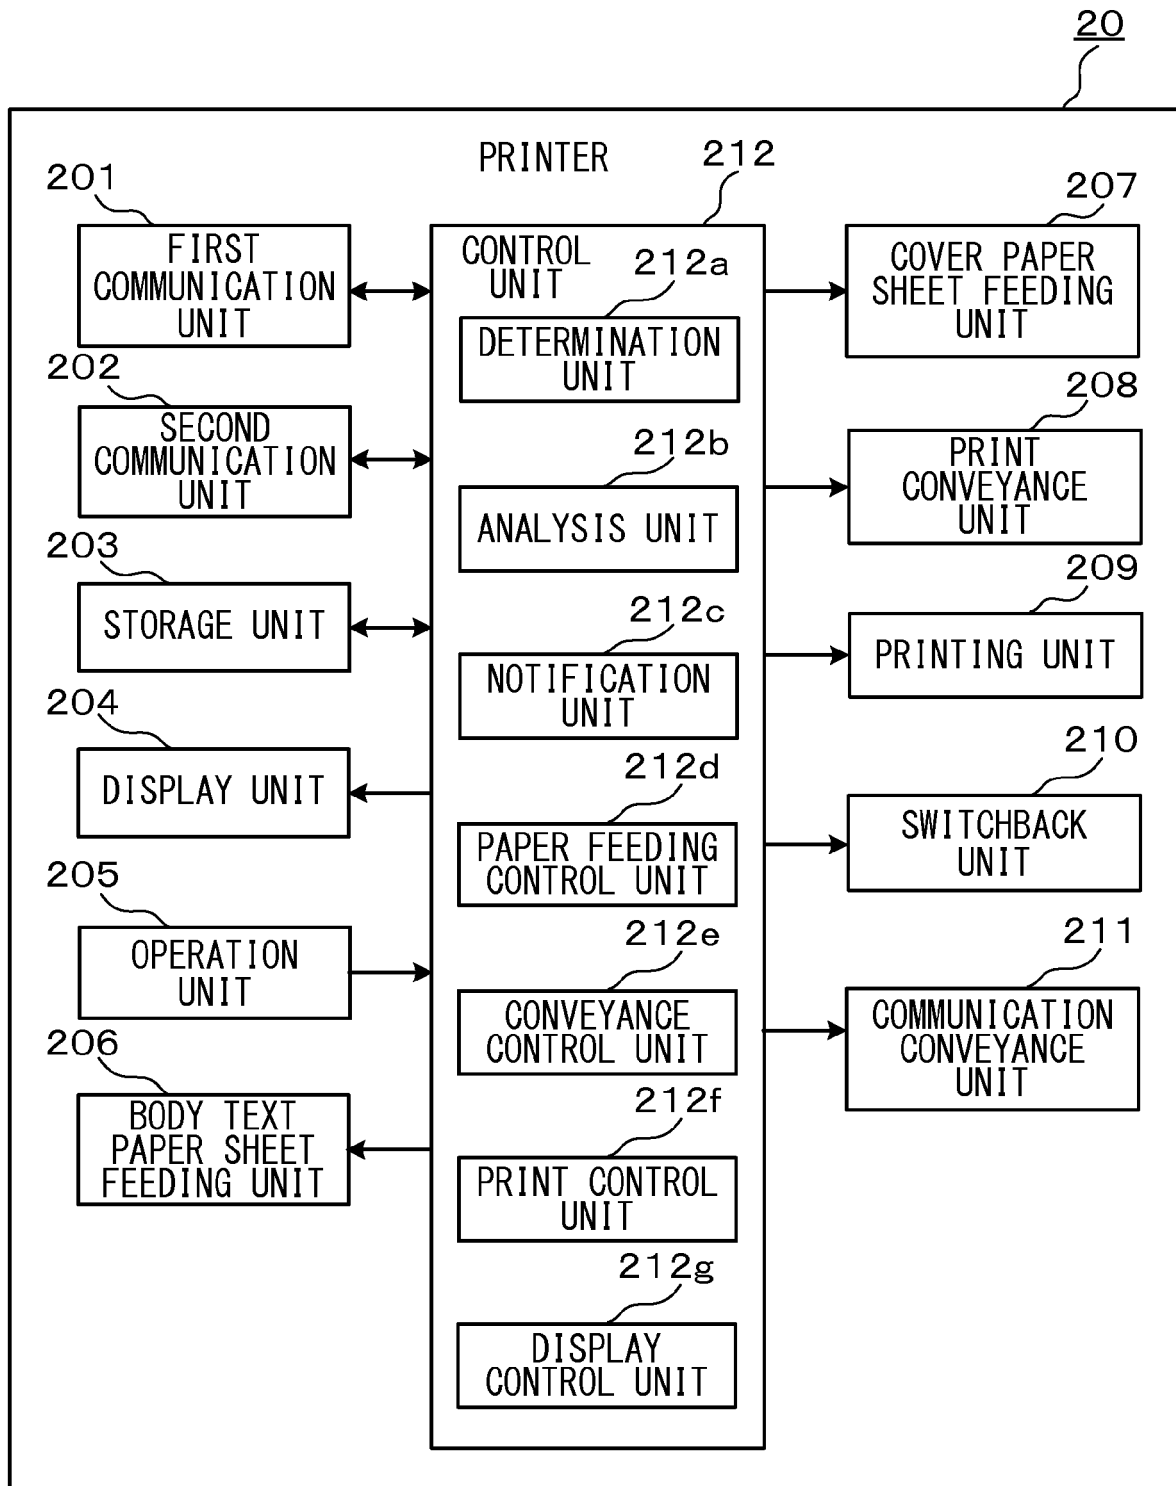 20
PRINTER
201
FIRST
COMMUNICATION
UNIT
202
SECOND
COMMUNICATION
UNIT
203
STORAGE UNIT
204
DISPLAY UNIT
205
OPERATION
UNIT
206
BODY TEXT
PAPER SHEET
FEEDING UNIT
212
CONTROL
UNIT
212a
DETERMINATION
UNIT
212b
ANALYSIS UNIT
212c
NOTIFICATION
UNIT
212d
PAPER FEEDING
CONTROL UNIT
212e
CONVEYANCE
CONTROL UNIT
212f
PRINT CONTROL
UNIT
212g
DISPLAY
CONTROL UNIT
207
COVER PAPER
SHEET FEEDING
UNIT
208
PRINT
CONVEYANCE
UNIT
209
PRINTING UNIT
210
SWITCHBACK
UNIT
211
COMMUNICATION
CONVEYANCE
UNIT